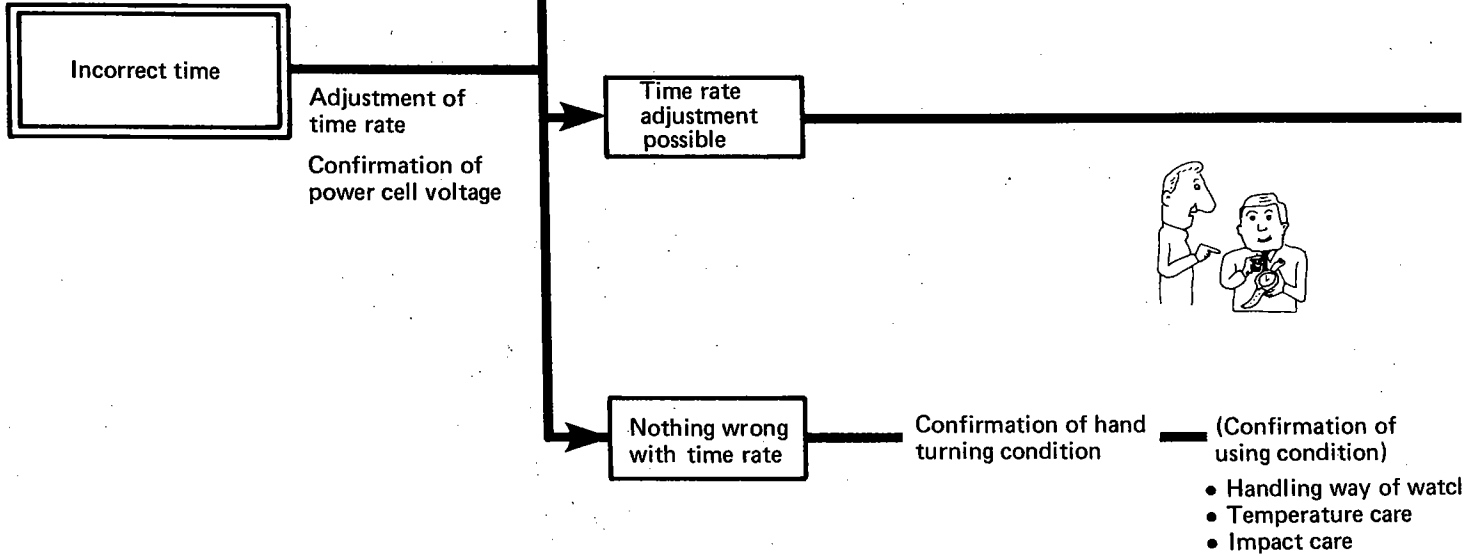 Incorrect time
Adjustment of
time rate
Confirmation of
power cell voltage
Time rate
adjustment
possible
Nothing wrong
with time rate
Confirmation of hand
turning condition
(Confirmation of
using condition)
• Handling way of watcl
• Temperature care
• Impact care